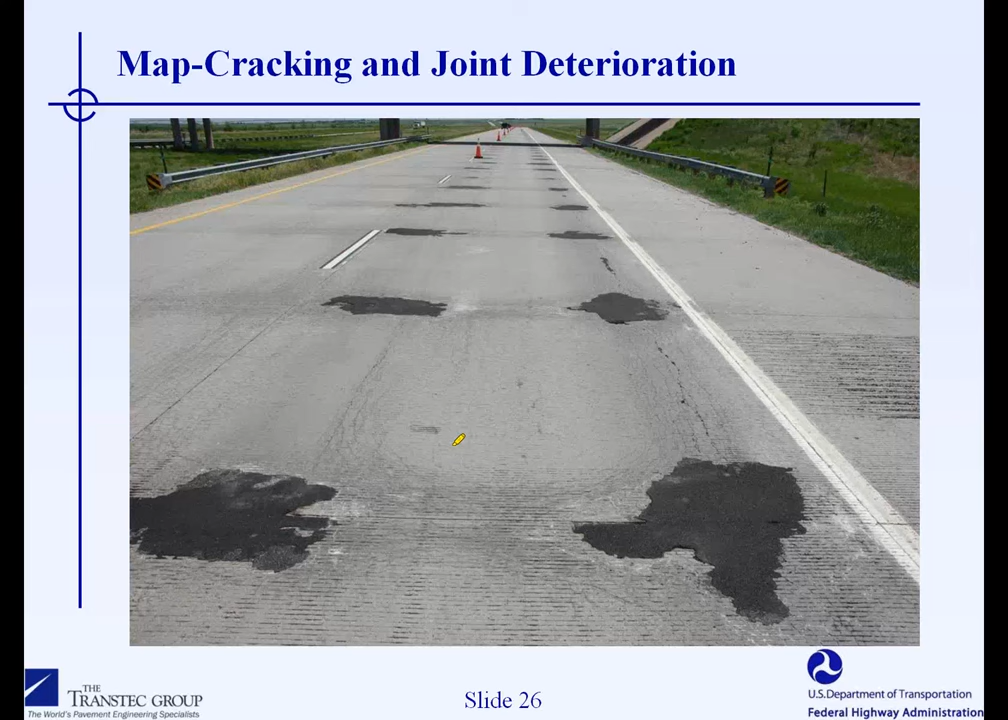 Map-Cracking and Joint Deterioration
THE
TRANSTEC GROUP
The World's Pavement Engineering Specialists
Slide 26
U.S.Department of Transportation
Federal Highway Administration